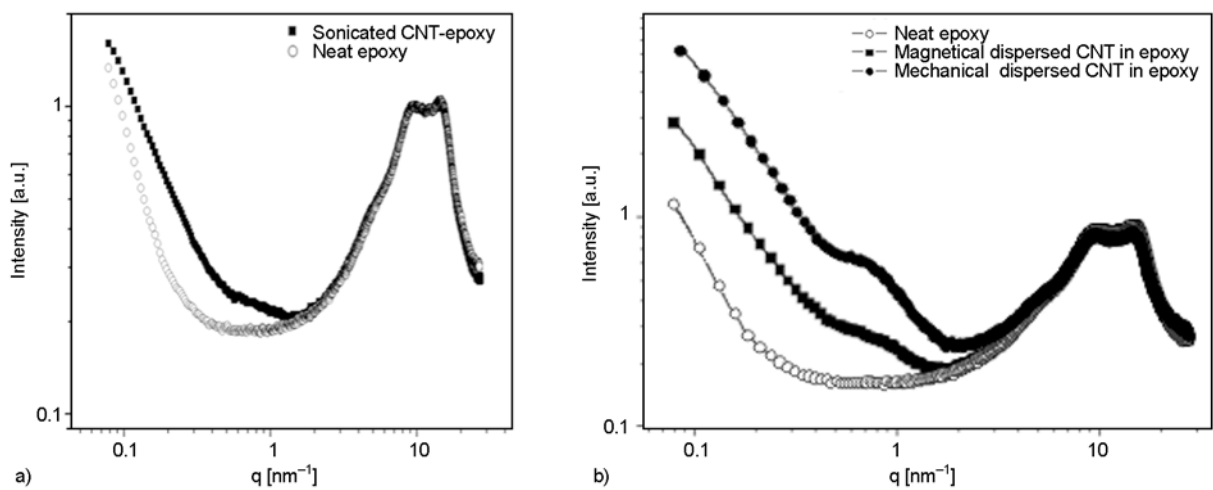 Sonicated CNT-epoxy
Neat epoxy
1
0.1
Intensity [a.u.]
0.1
1
10
q [nm⁻¹]
a)
Neat epoxy
Magnetical dispersed CNT in epoxy
Mechanical dispersed CNT in epoxy
1
0.1
Intensity [a.u.]
0.1
1
10
q [nm⁻¹]
b)